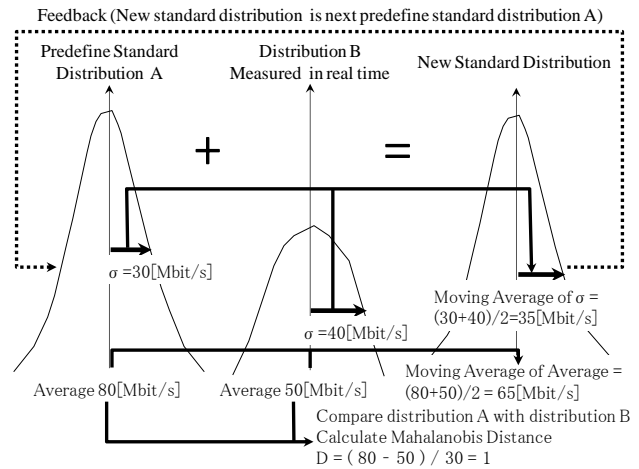 Feedback (New standard distribution is next predefine standard distribution A)
Predefine Standard
Distribution A
Distribution B
Measured in real time
New Standard Distribution
+
=
σ=30[Mbit/s]
σ=40[Mbit/s]
Moving Average of σ=
(30+40)/2=35[Mbit/s]
Average 80[Mbit/s]
Average 50[Mbit/s]
Moving Average of Average =
(80+50)/2 = 65[Mbit/s]
Compare distribution A with distribution B
Calculate Mahalanobis Distance
D = ( 80 - 50 ) / 30 = 1